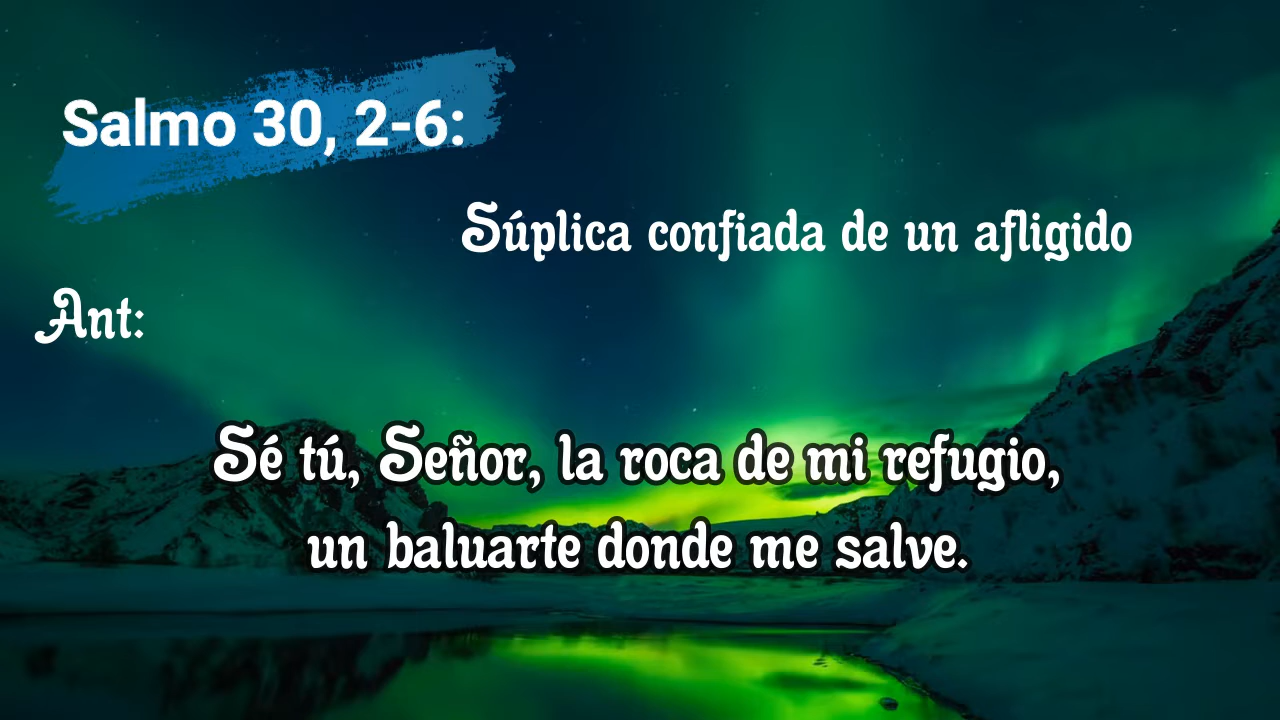 Salmo 30, 2-6:
Súplica confiada de un afligido
Ant:
Sé tú, Señor, la roca de mi refugio,
un baluarte donde me salve.